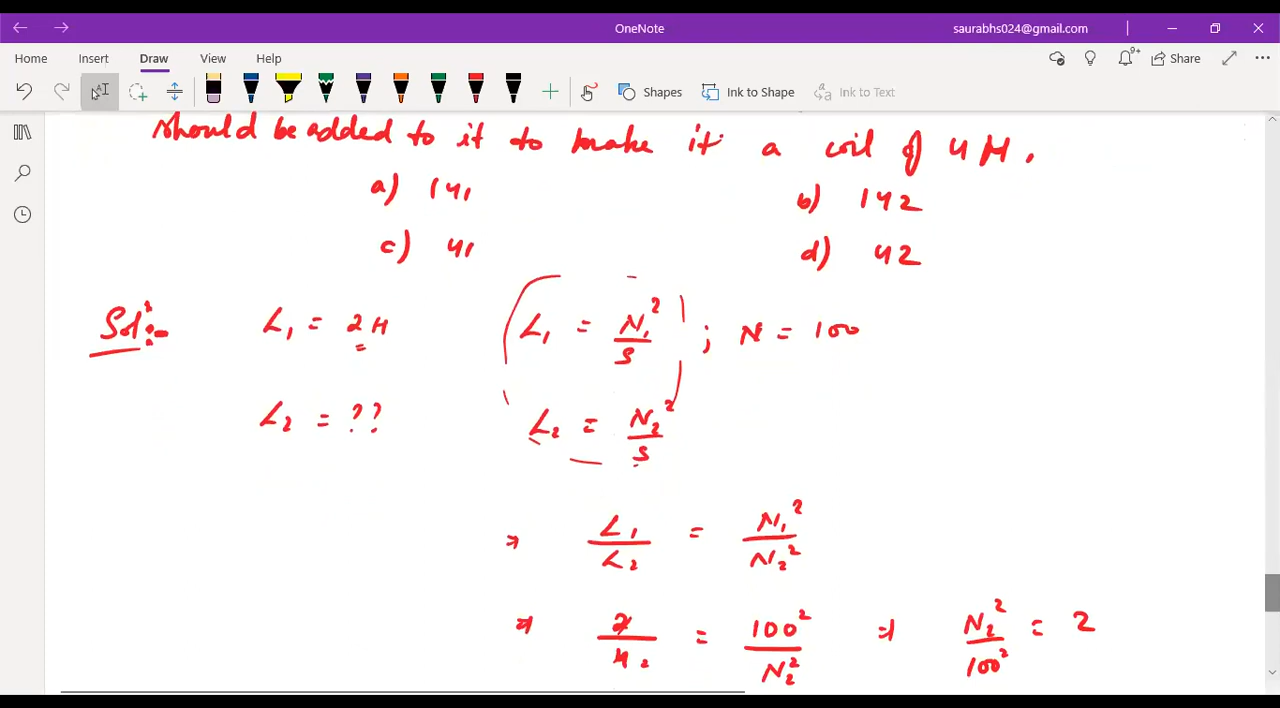 OneNote
saurabhs024@gmail.com
Home Insert Draw View Help
Share
Shapes Ink to Shape Ink to Text
should be added to it to make it a coil of 4H.
a) 141 b) 142
c) 41 d) 42
Sol:- L₁ = 2H L₁ = N₁²/S ; N = 100
L₂ = ?? L₂ = N₂²/S
⇒ L₁/L₂ = N₁²/N₂²
⇒ 2/4₂ = 100²/N₂² ⇒ N₂²/100² = 2